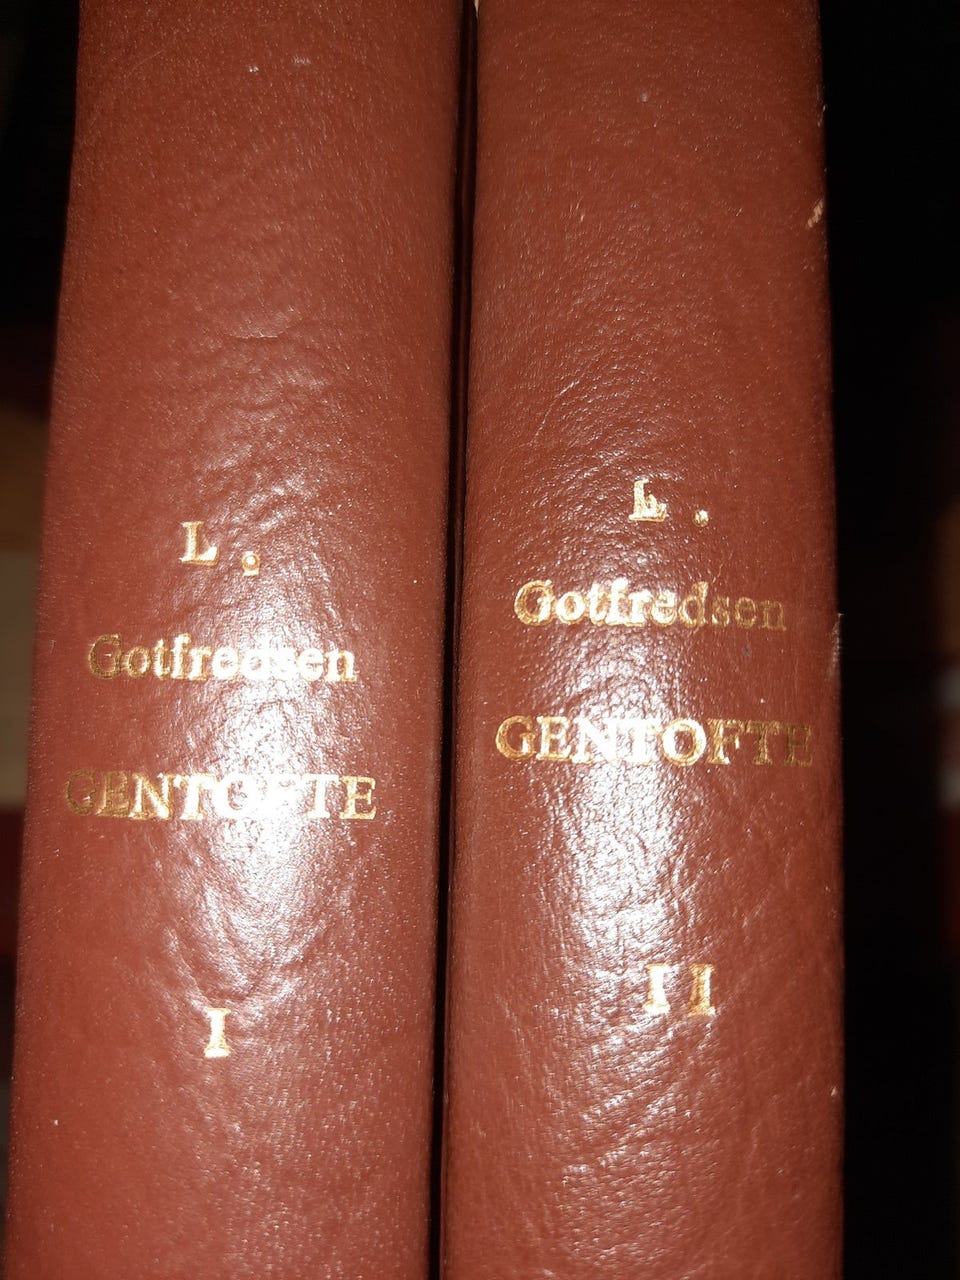 L.
Gotfredsen
GENTOFTE
I
L.
Gotfredsen
GENTOFTE
II